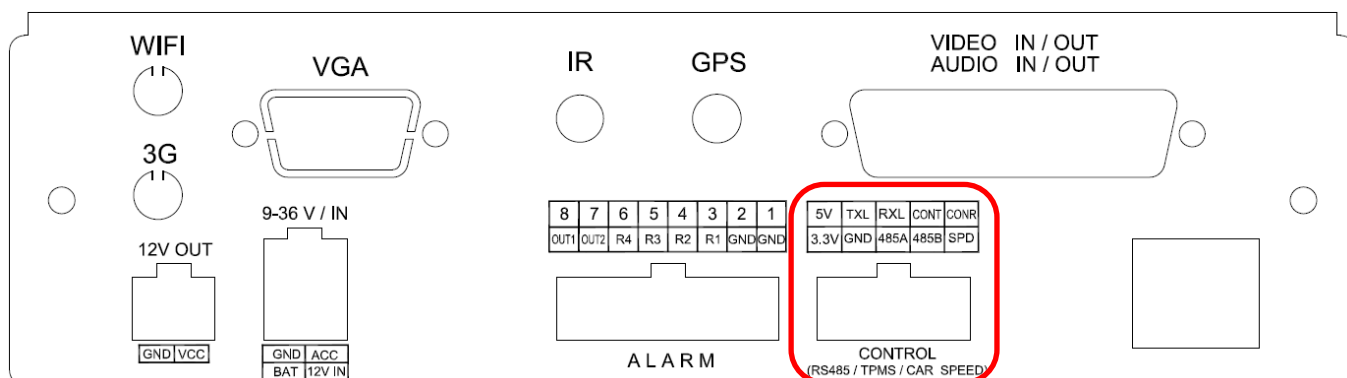 WIFI
VGA
IR
GPS
VIDEO IN / OUT
AUDIO IN / OUT
3G
9-36 V / IN
12V OUT
GND VCC
GND ACC
BAT 12V IN
8 7 6 5 4 3 2 1
OUT1 OUT2 R4 R3 R2 R1 GND GND
ALARM
5V TXL RXL CONT CONR
3.3V GND 485A 485B SPD
CONTROL
(RS485 / TPMS / CAR SPEED)